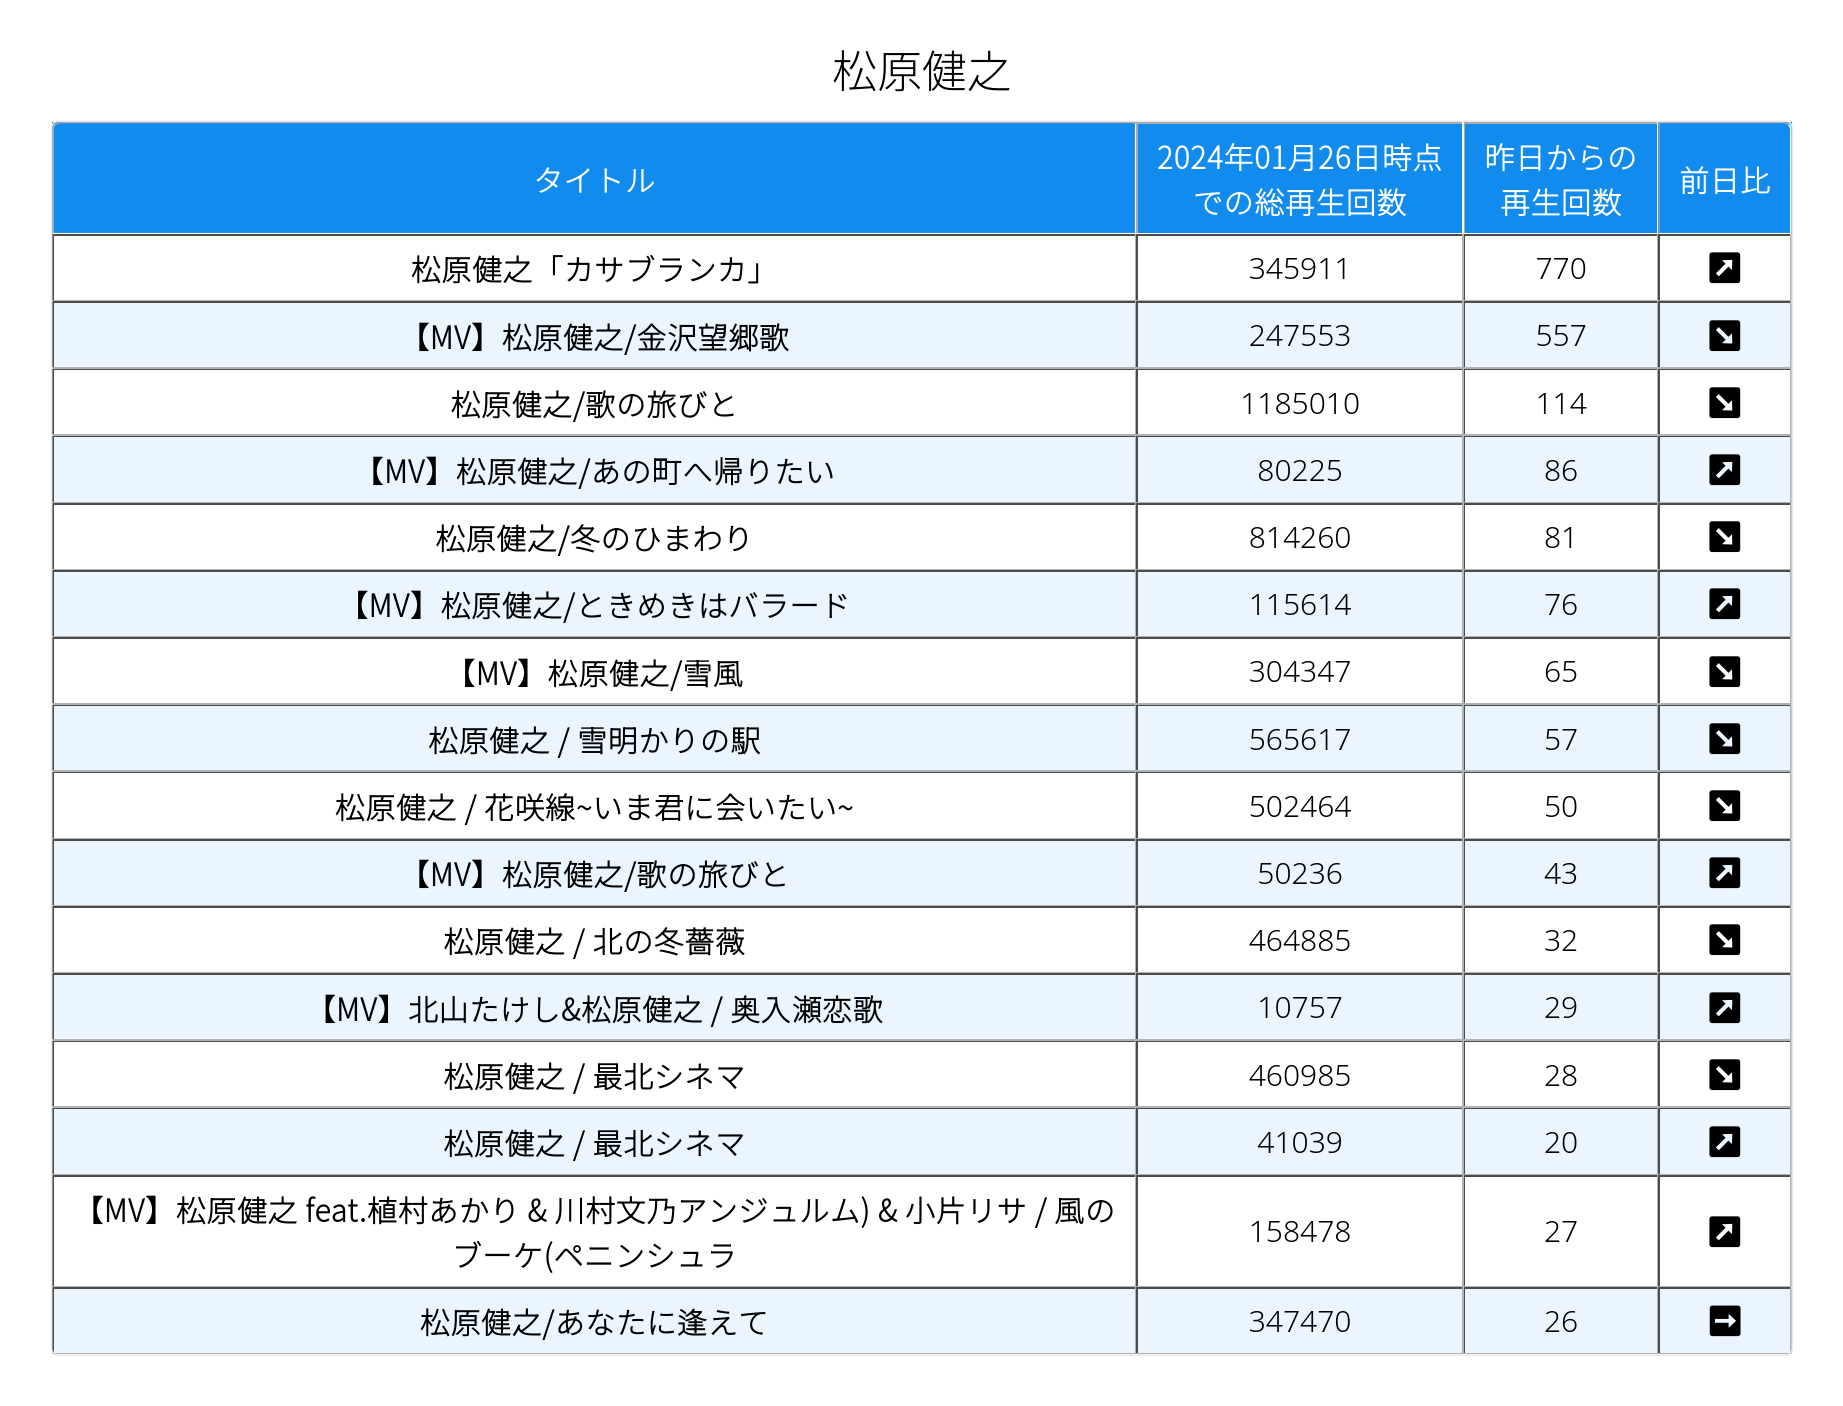 松原健之
タイトル
2024年01月26日時点
での総再生回数
昨日からの
再生回数
前日比
松原健之「カサブランカ」 345911 770
【MV】松原健之/金沢望郷歌 247553 557
松原健之/歌の旅びと 1185010 114
【MV】松原健之/あの町へ帰りたい 80225 86
松原健之/冬のひまわり 814260 81
【MV】松原健之/ときめきはバラード 115614 76
【MV】松原健之/雪風 304347 65
松原健之 / 雪明かりの駅 565617 57
松原健之 / 花咲線~いま君に会いたい~ 502464 50
【MV】松原健之/歌の旅びと 50236 43
松原健之 / 北の冬薔薇 464885 32
【MV】北山たけし&松原健之 / 奥入瀬恋歌 10757 29
松原健之 / 最北シネマ 460985 28
松原健之 / 最北シネマ 41039 20
【MV】松原健之 feat.植村あかり & 川村文乃アンジュルム) & 小片リサ / 風の
ブーケ(ペニンシュラ 158478 27
松原健之/あなたに逢えて 347470 26